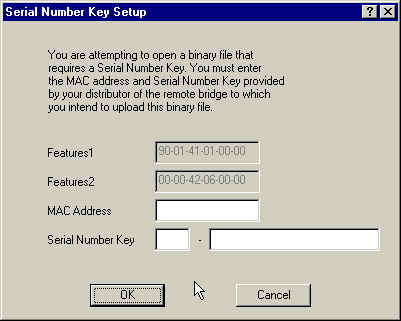 Serial Number Key Setup
You are attempting to open a binary file that
requires a Serial Number Key. You must enter
the MAC address and Serial Number Key provided
by your distributor of the remote bridge to which
you intend to upload this binary file.
Features1 90-01-41-01-00-00
Features2 00-00-42-06-00-00
MAC Address
Serial Number Key -
OK Cancel